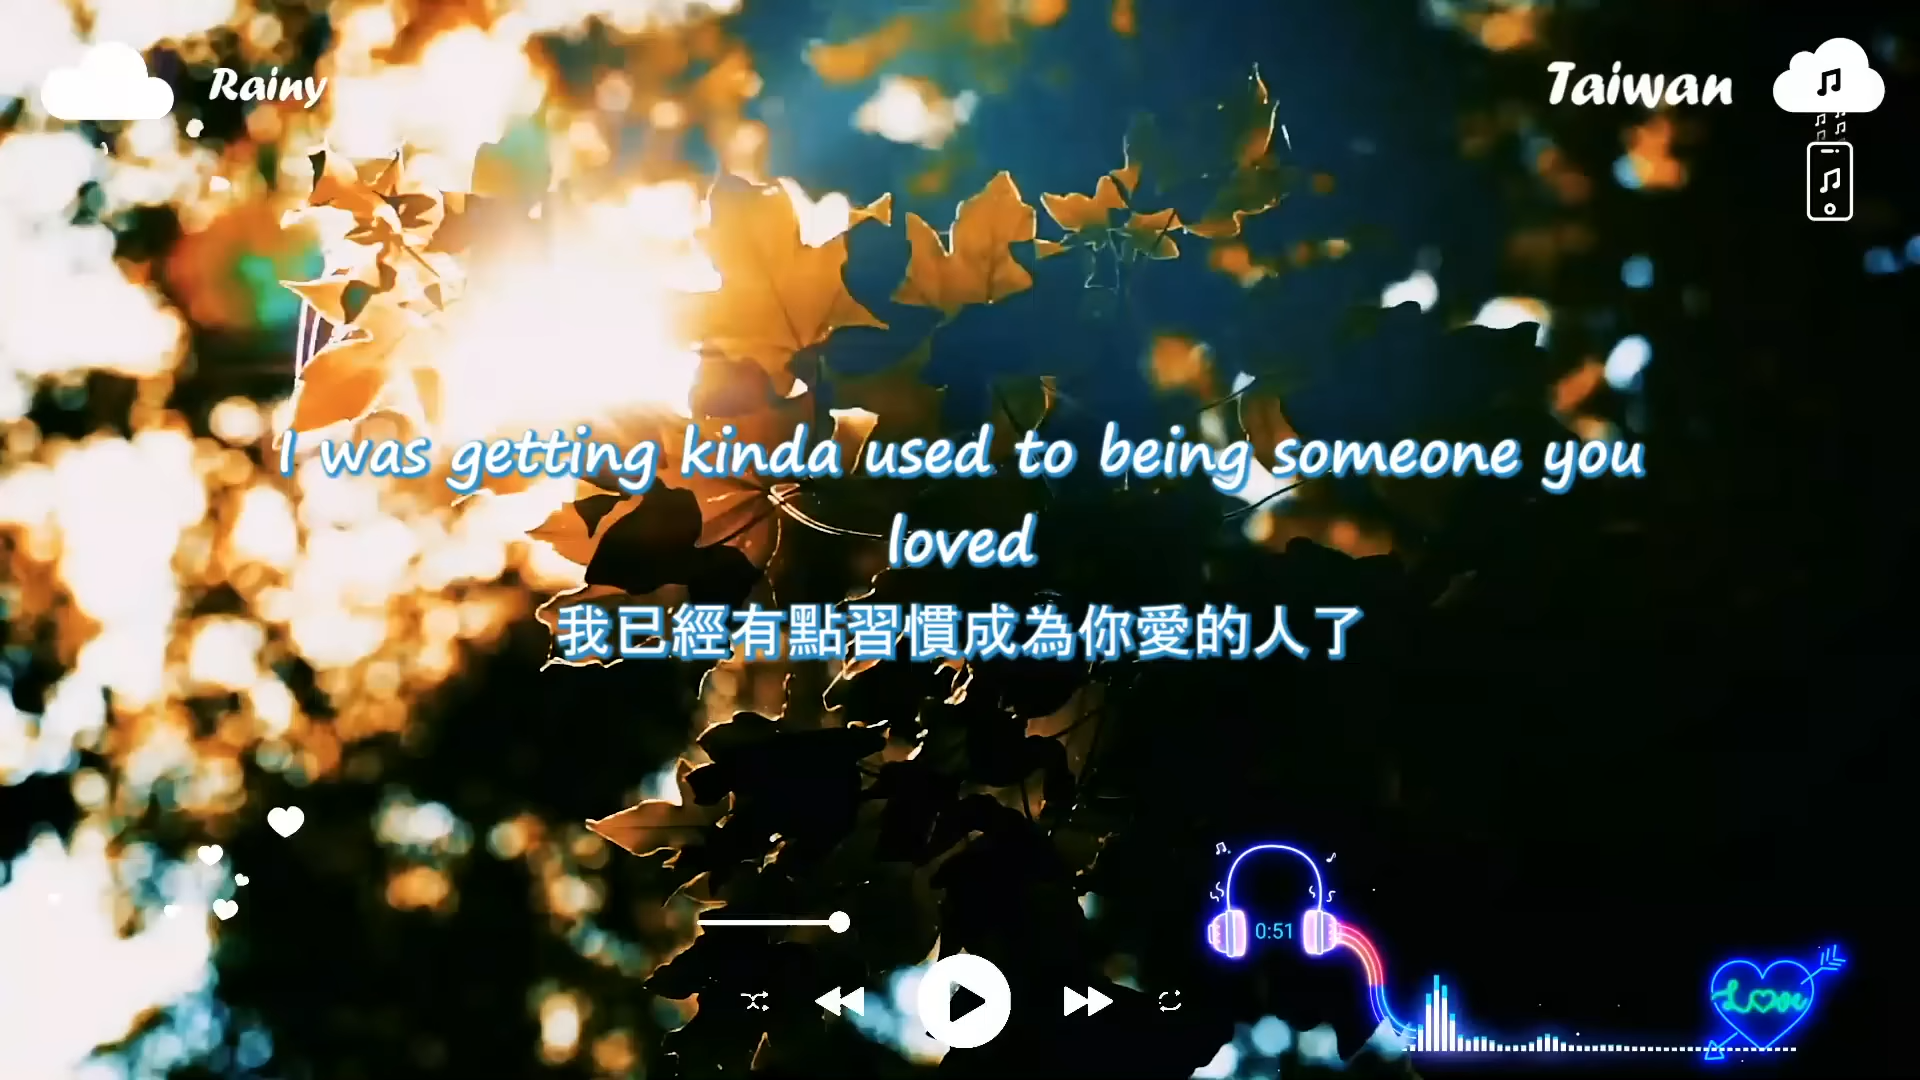 Rainy
Taiwan
I was getting kinda used to being someone you
loved
我已經有點習慣成為你愛的人了
0:51
Love